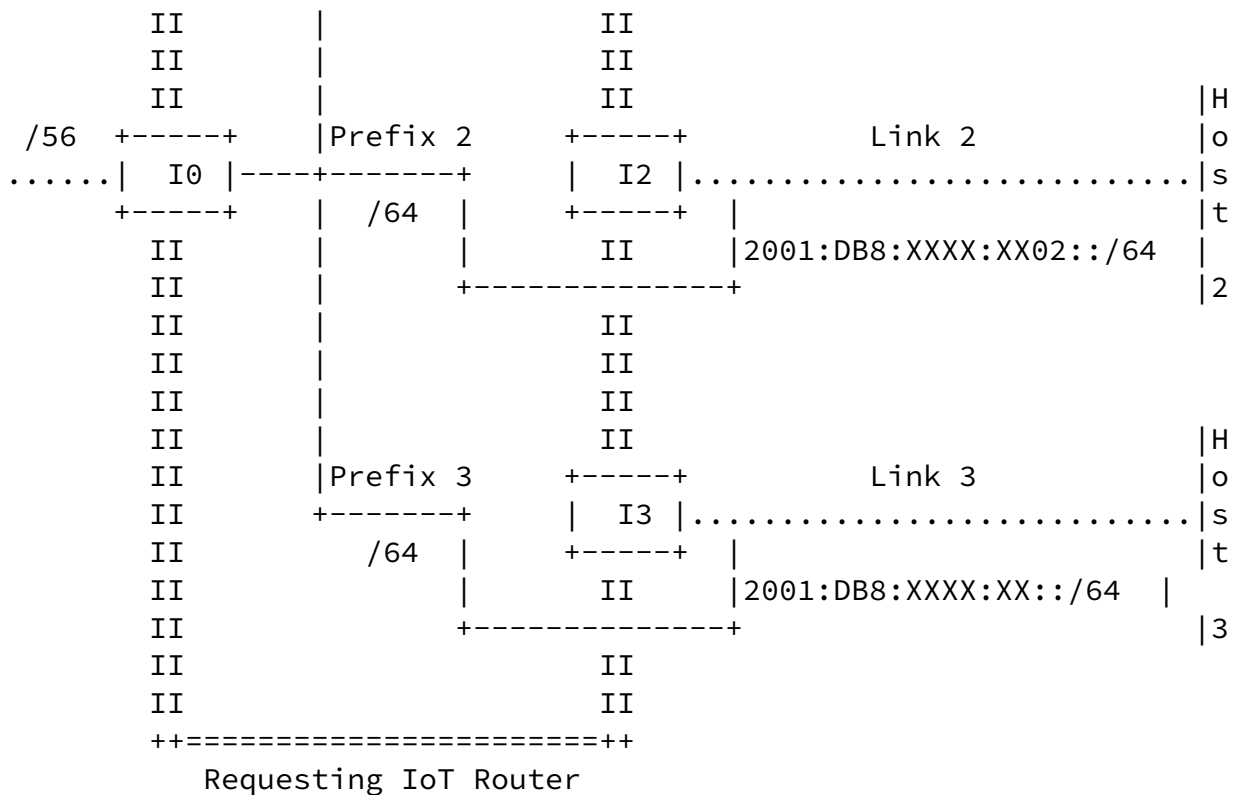 II      |               II
      II      |               II
      II      |               II                               |H
/56 +-----+   |Prefix 2     +-----+          Link 2            |o
......|  I0 |----+-------+      |  I2 |............................|s
    +-----+   |  /64  |     +-----+  |                         |t
      II      |       |       II     |2001:DB8:XXXX:XX02::/64  |
      II      |       +--------------+                         |2
      II      |               II
      II      |               II
      II      |               II
      II      |               II                               |H
      II      |Prefix 3     +-----+          Link 3            |o
      II      +-------+     |  I3 |............................|s
      II         /64  |     +-----+  |                         |t
      II              |       II     |2001:DB8:XXXX:XX::/64  |
      II              +--------------+                         |3
      II                      II
      II                      II
      ++=======================++
         Requesting IoT Router